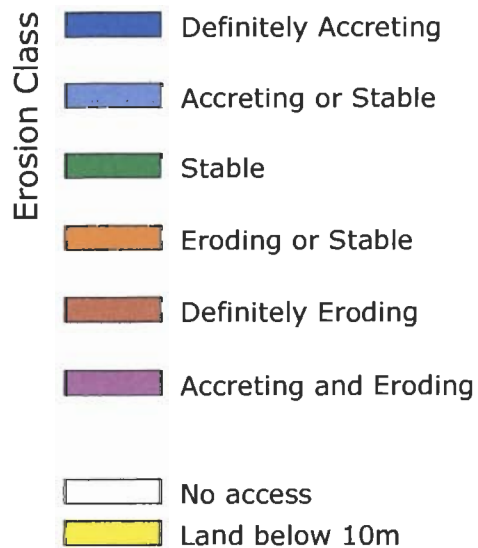 Erosion Class
Definitely Accreting
Accreting or Stable
Stable
Eroding or Stable
Definitely Eroding
Accreting and Eroding
No access
Land below 10m